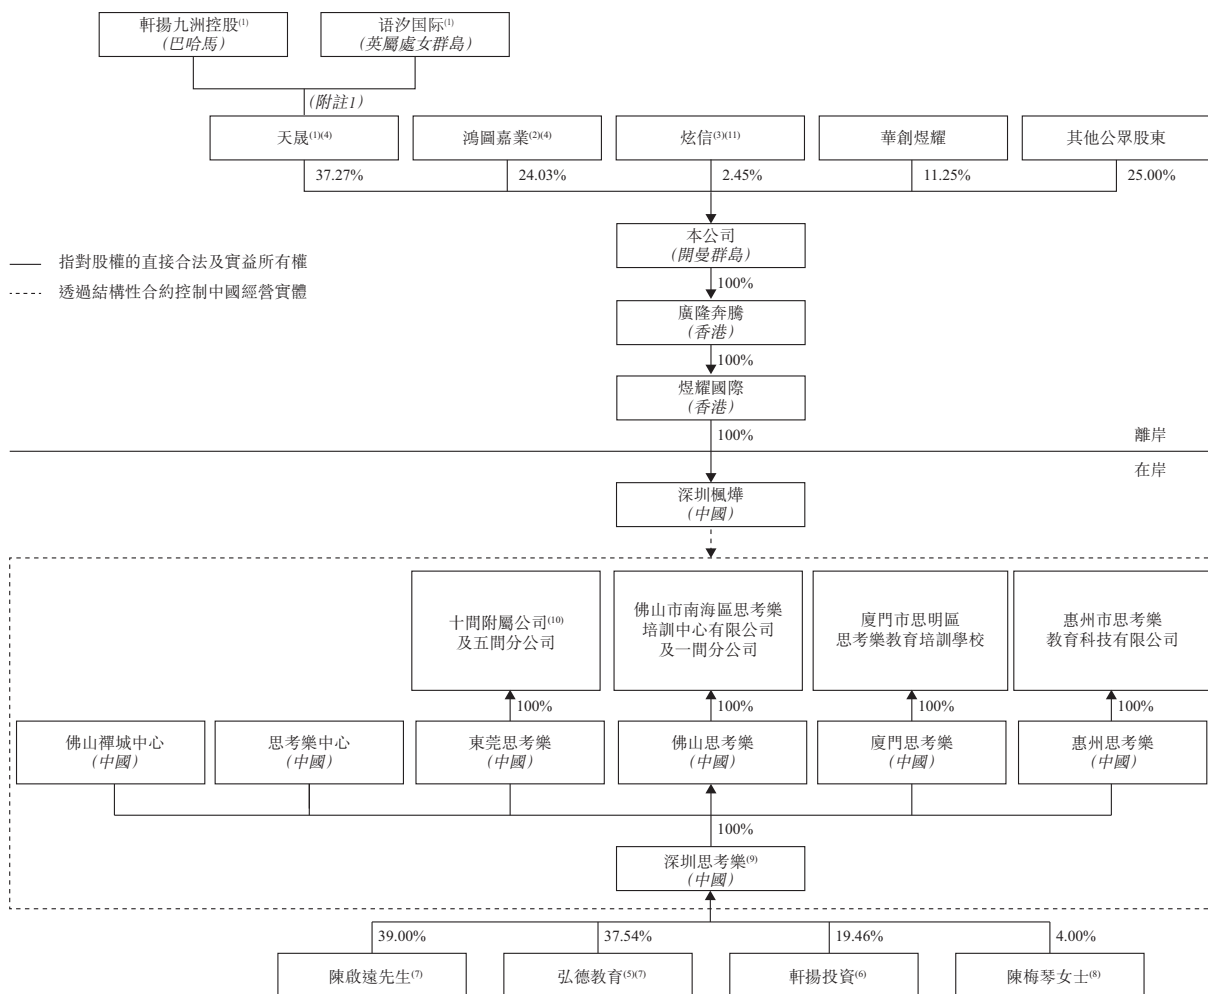 軒揚九洲控股(1)
(巴哈馬)
语汐国际(1)
(英屬處女群島)
(附註1)
天晟(1)(4)
鴻圖嘉業(2)(4)
炫信(3)(11)
華創煜耀
其他公眾股東
37.27%
24.03%
2.45%
11.25%
25.00%
本公司
(開曼群島)
指對股權的直接合法及實益所有權
透過結構性合約控制中國經營實體
100%
廣隆奔騰
(香港)
100%
煜耀國際
(香港)
100%
離岸
在岸
深圳楓燁
(中國)
十間附屬公司(10)
及五間分公司
佛山市南海區思考樂
培訓中心有限公司
及一間分公司
廈門市思明區
思考樂教育培訓學校
惠州市思考樂
教育科技有限公司
100%
100%
100%
100%
佛山禪城中心
(中國)
思考樂中心
(中國)
東莞思考樂
(中國)
佛山思考樂
(中國)
廈門思考樂
(中國)
惠州思考樂
(中國)
100%
深圳思考樂(9)
(中國)
39.00%
37.54%
19.46%
4.00%
陳啟遠先生(7)
弘德教育(5)(7)
軒揚投資(6)
陳梅琴女士(8)